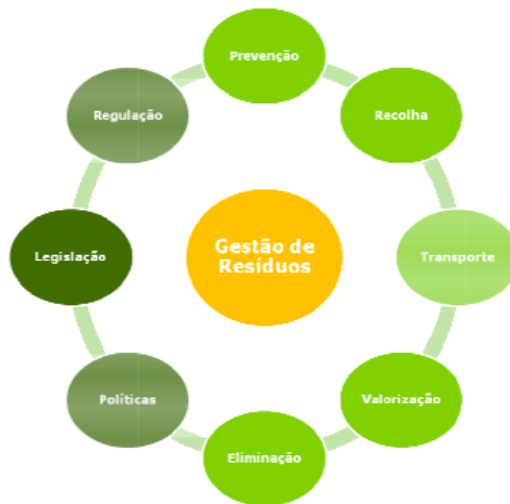 Prevenção
Recolha
Transporte
Valorização
Eliminação
Políticas
Legislação
Regulação
Gestão de
Resíduos